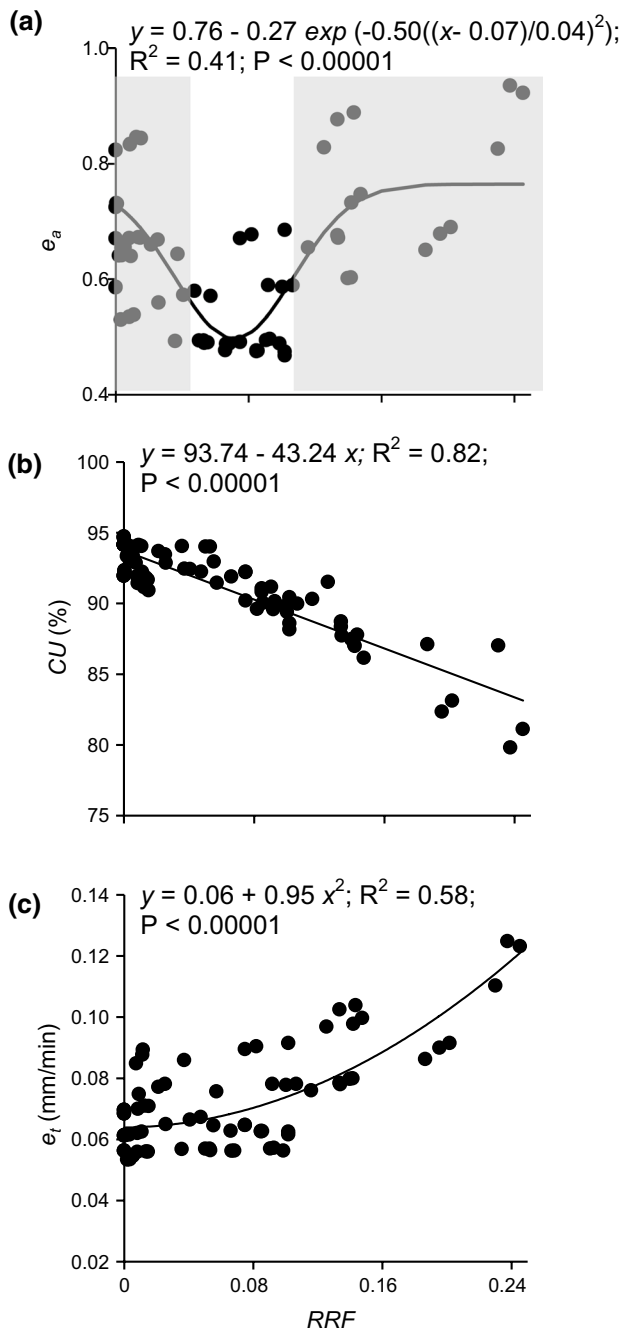 (a)
y = 0.76 - 0.27 exp (-0.50((x- 0.07)/0.04)²);
R² = 0.41; P < 0.00001
1.0
0.8
0.6
0.4
e_a
(b)
y = 93.74 - 43.24 x; R² = 0.82;
P < 0.00001
100
95
90
85
80
75
CU (%)
(c)
y = 0.06 + 0.95 x²; R² = 0.58;
P < 0.00001
0.14
0.12
0.10
0.08
0.06
0.04
0.02
e_t (mm/min)
0 0.08 0.16 0.24
RRF